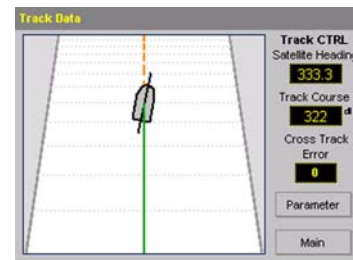 Track Data
Track CTRL
Satellite Heading
333.3
Track Course
322
Cross Track
Error
0
Parameter
Main